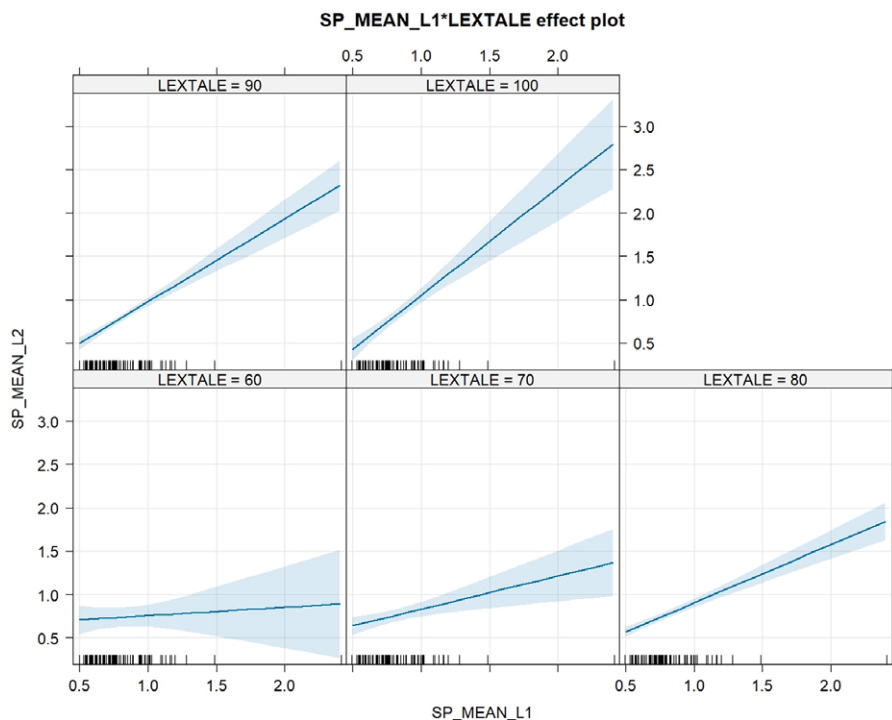 SP_MEAN_L1*LEXTALE effect plot
0.5 1.0 1.5 2.0
LEXTALE = 90 LEXTALE = 100
3.0
2.5
2.0
1.5
1.0
0.5
SP_MEAN_L2
LEXTALE = 60 LEXTALE = 70 LEXTALE = 80
3.0
2.5
2.0
1.5
1.0
0.5
0.5 1.0 1.5 2.0 0.5 1.0 1.5 2.0
SP_MEAN_L1